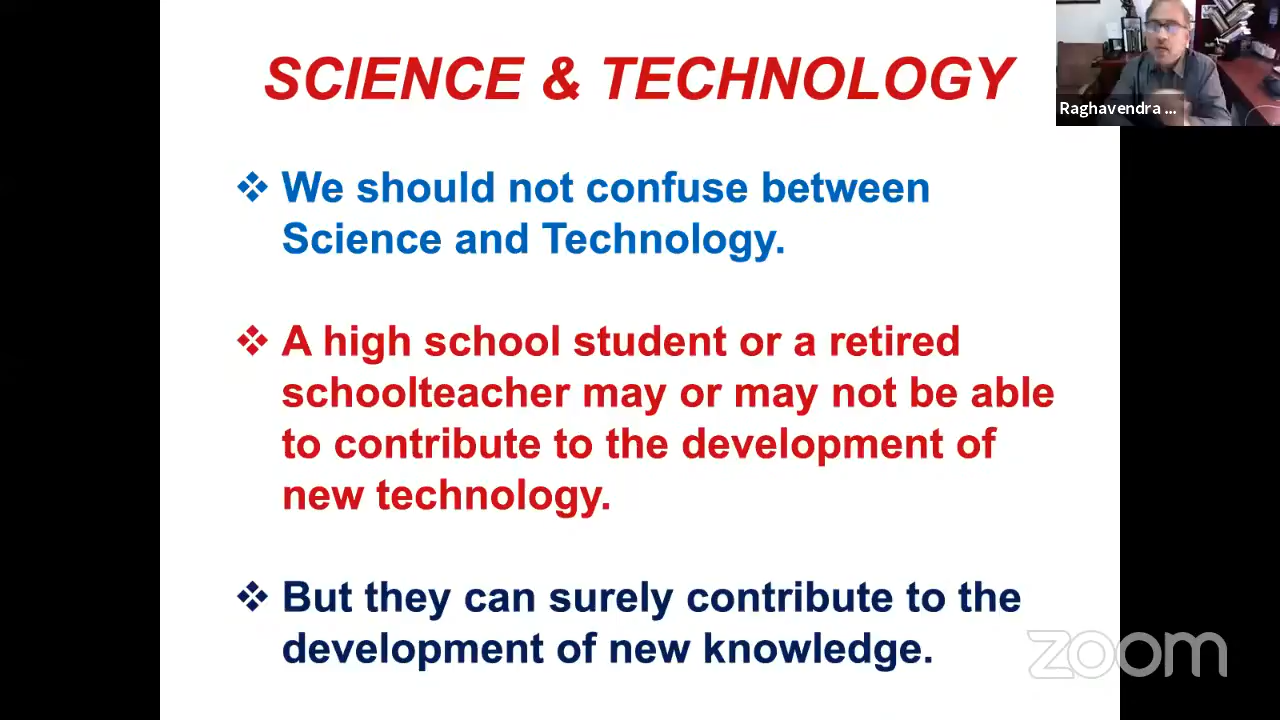 SCIENCE & TECHNOLOGY
Raghavendra ...
❖ We should not confuse between
Science and Technology.
❖ A high school student or a retired
schoolteacher may or may not be able
to contribute to the development of
new technology.
❖ But they can surely contribute to the
development of new knowledge.
zoom